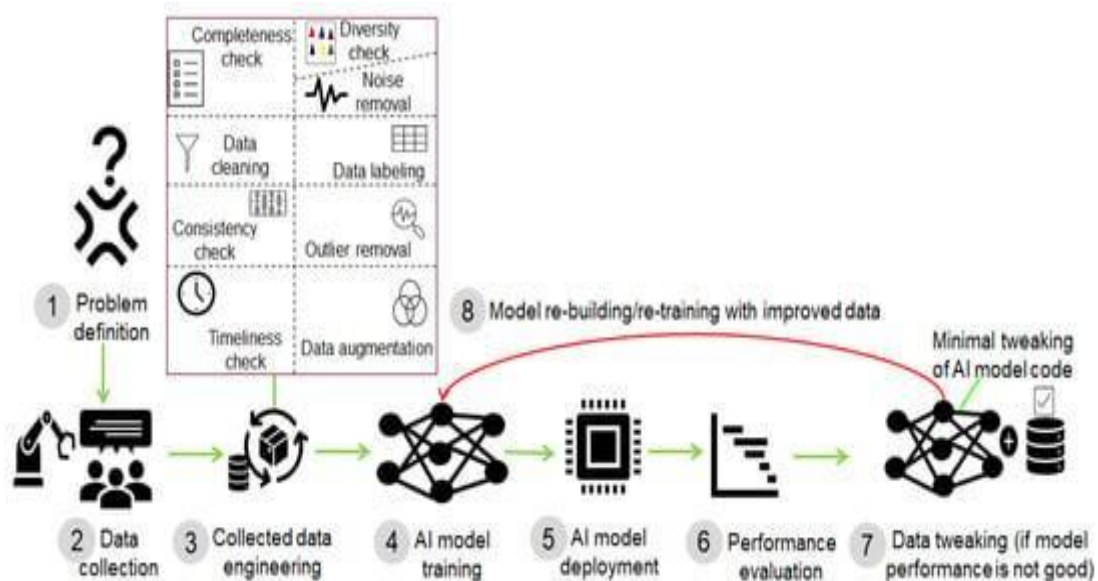 Completeness
check
Diversity
check
Noise
removal
Data
cleaning
Data labeling
Consistency
check
Outlier removal
Timeliness
check
Data augmentation
1 Problem
definition
8 Model re-building/re-training with improved data
Minimal tweaking
of AI model code
2 Data
collection
3 Collected data
engineering
4 AI model
training
5 AI model
deployment
6 Performance
evaluation
7 Data tweaking (if model
performance is not good)